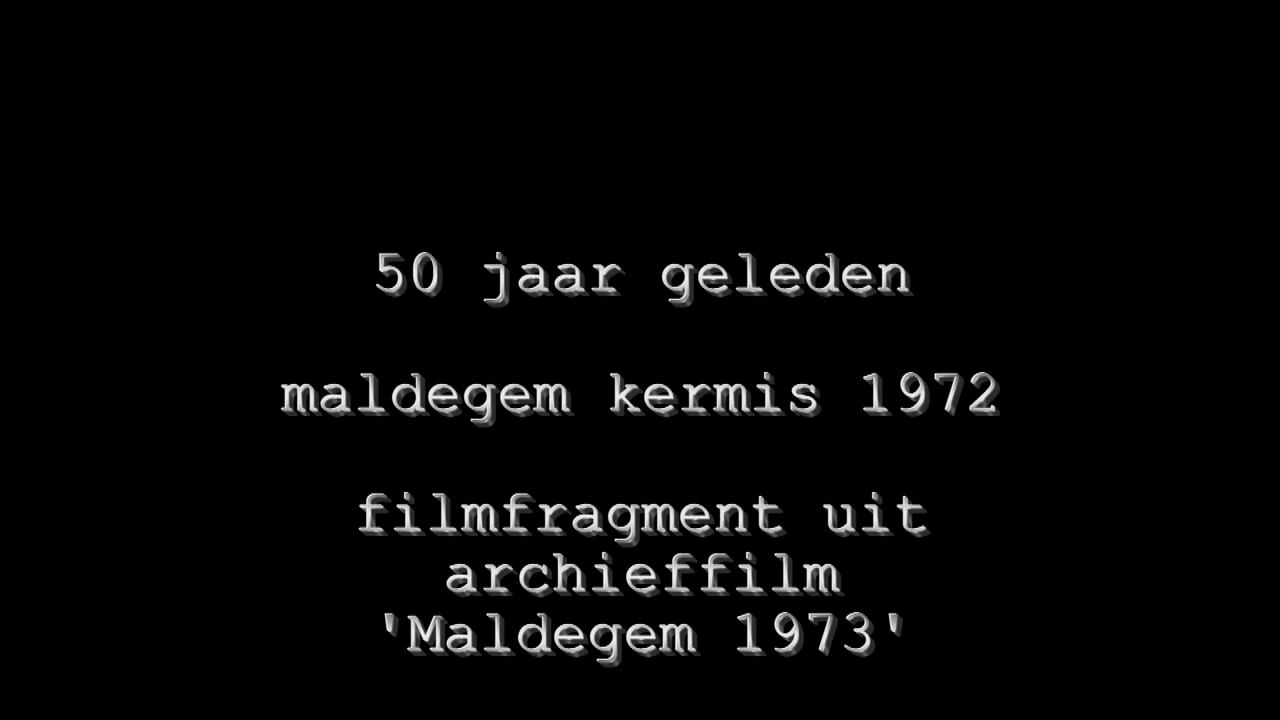 50 jaar geleden
maldegem kermis 1972
filmfragment uit
archieffilm
'Maldegem 1973'